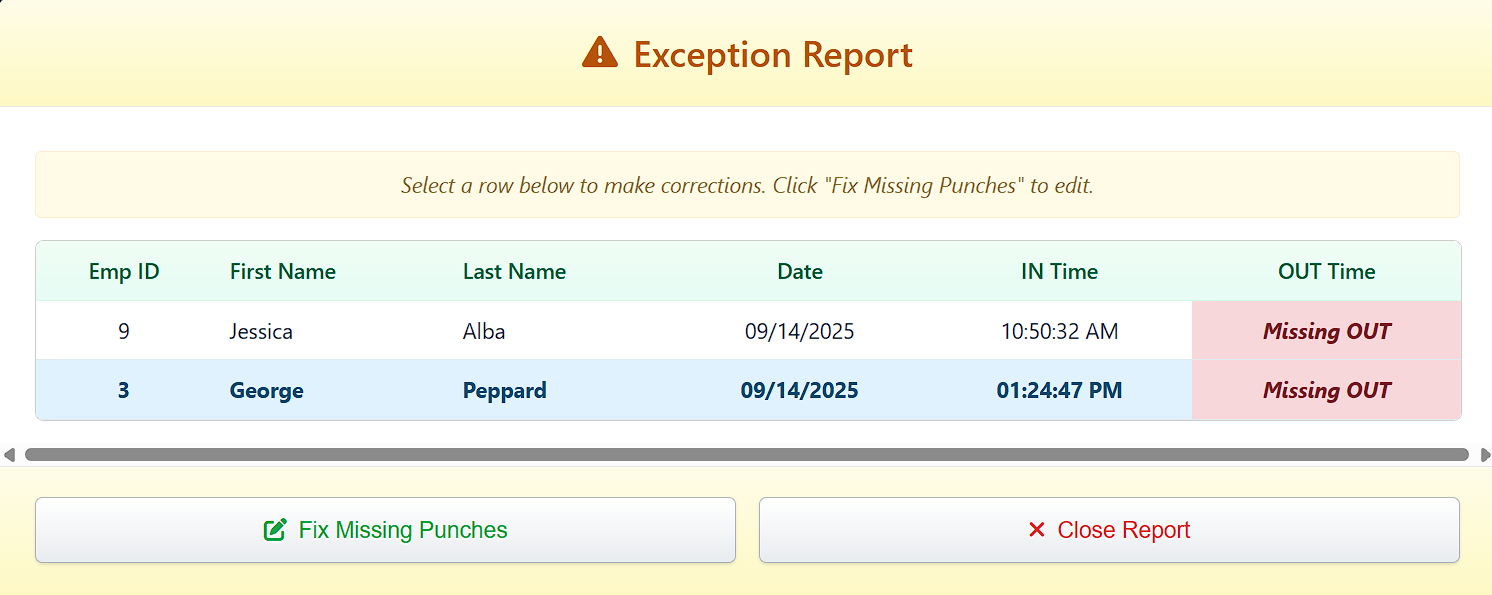 Exception Report
Select a row below to make corrections. Click "Fix Missing Punches" to edit.
Emp ID First Name Last Name Date IN Time OUT Time
9 Jessica Alba 09/14/2025 10:50:32 AM Missing OUT
3 George Peppard 09/14/2025 01:24:47 PM Missing OUT
Fix Missing Punches Close Report